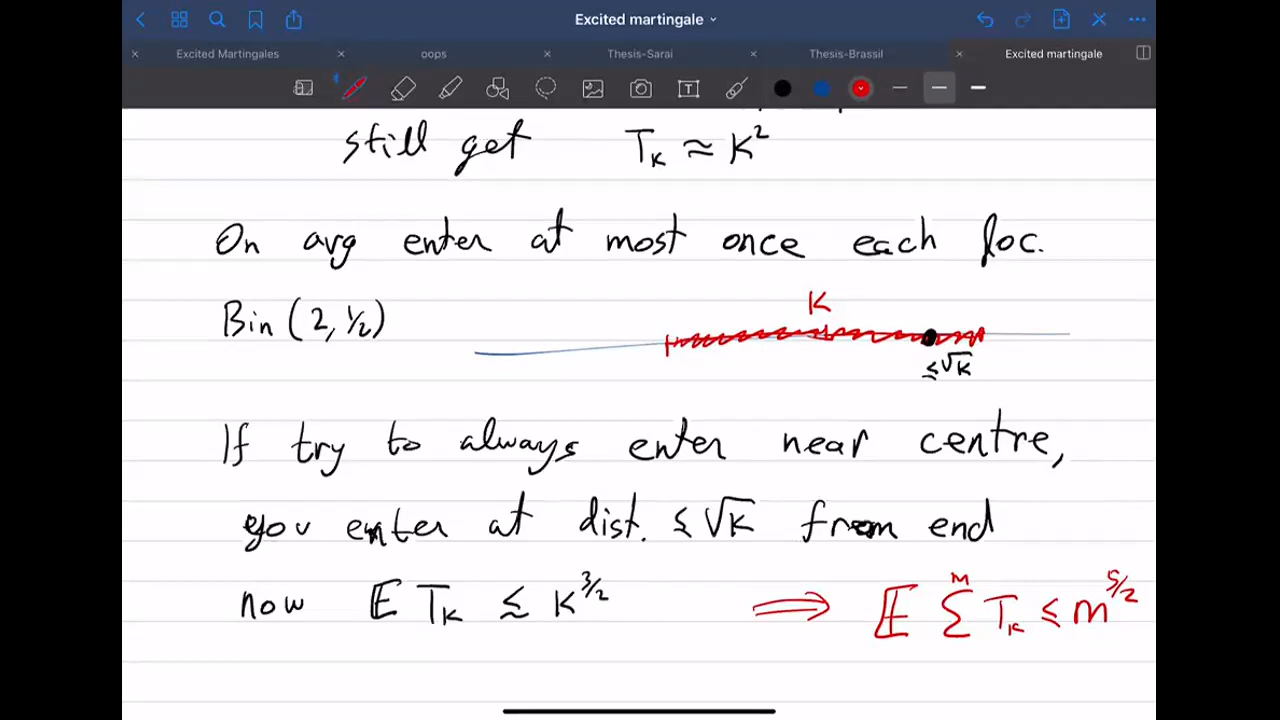 Excited martingale
Excited Martingales
oops
Thesis-Sarai
Thesis-Brassil
Excited martingale
still get T_K ≈ K^2
On avg enter at most once each loc.
Bin (2, 1/2)
K
≲√K
If try to always enter near centre,
you enter at dist. ≲ √K from end
now 𝔼 T_K ≲ K^{3/2} ⟹ 𝔼 ∑^M T_K ≤ m^{5/2}